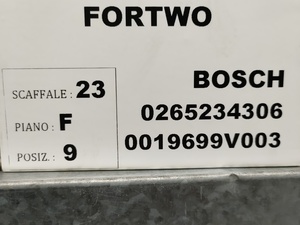 FORTWO
SCAFFALE : 23
PIANO : F
POSIZ. : 9
BOSCH
0265234306
0019699V003